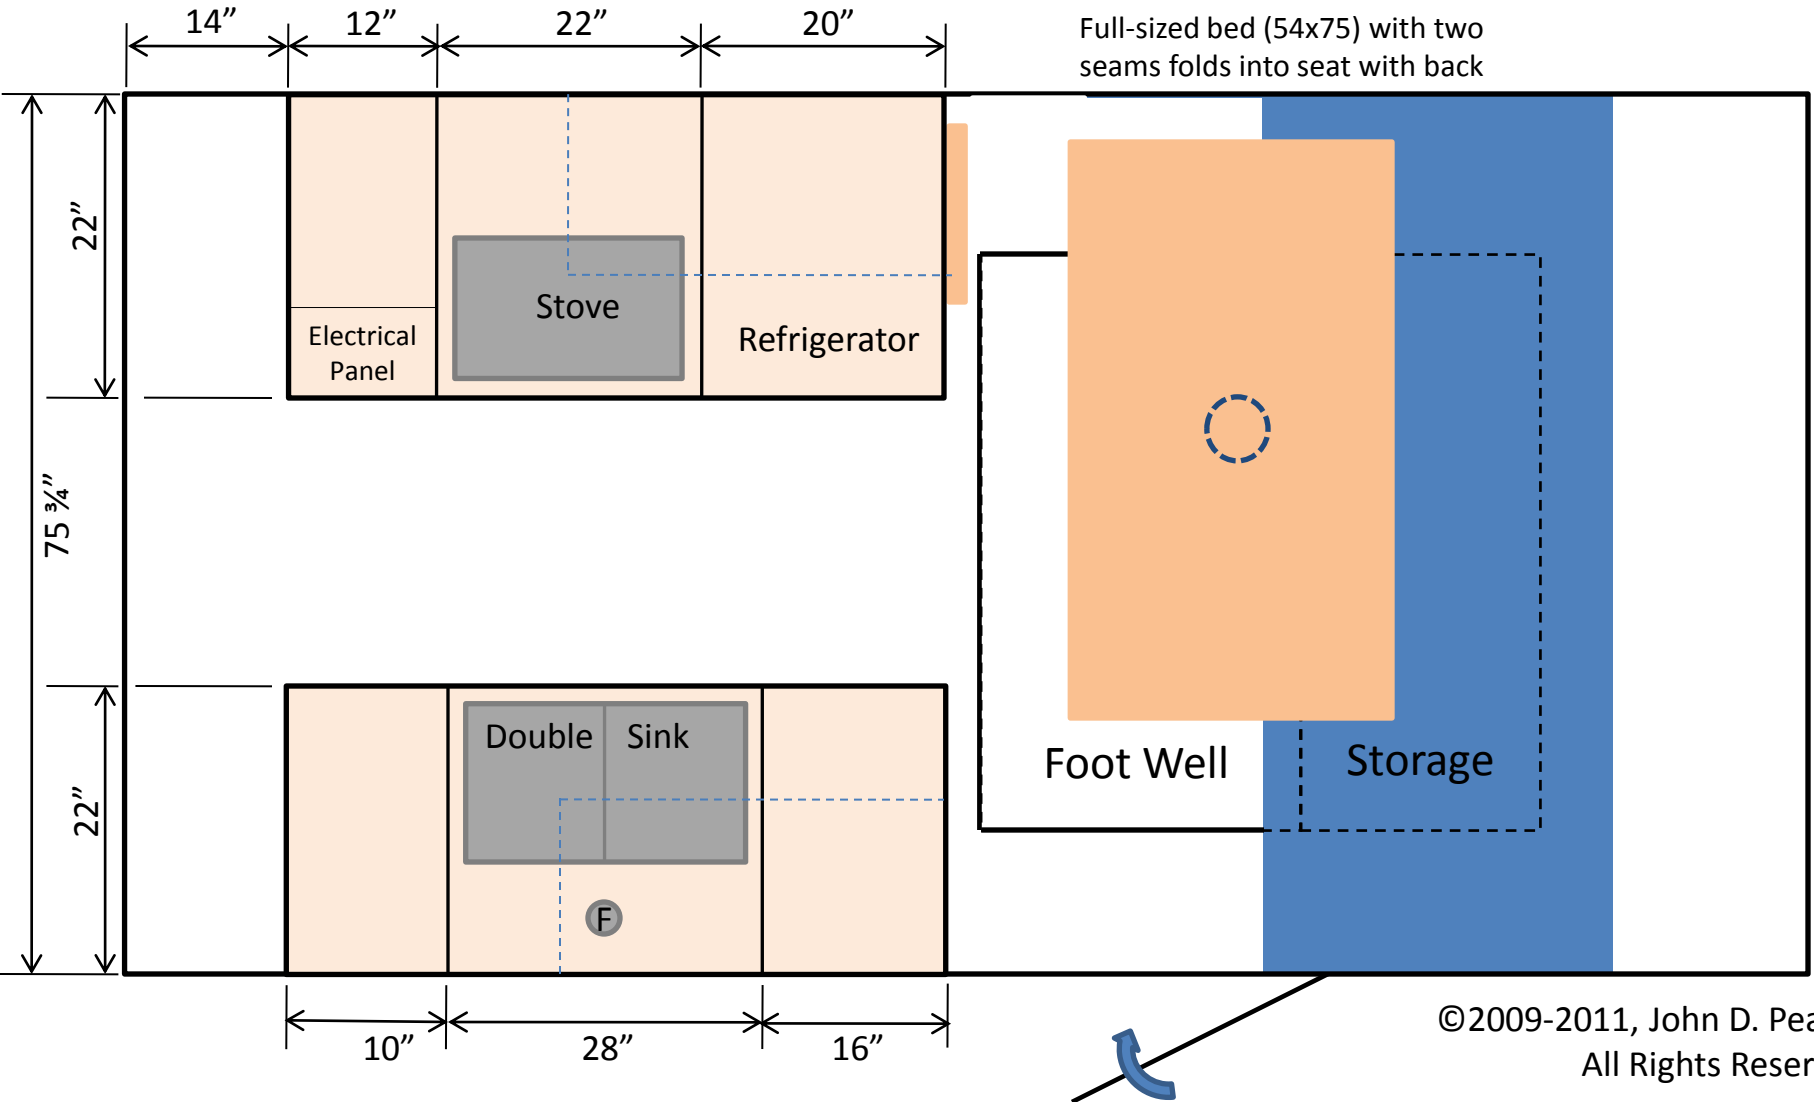 14”
12”
22”
20”
Full-sized bed (54x75) with two
seams folds into seat with back
22”
Stove
Electrical
Panel
Refrigerator
75 ¾”
Double
Sink
Foot Well
Storage
22”
F
10”
28”
16”
©2009-2011, John D. Pea
All Rights Reser